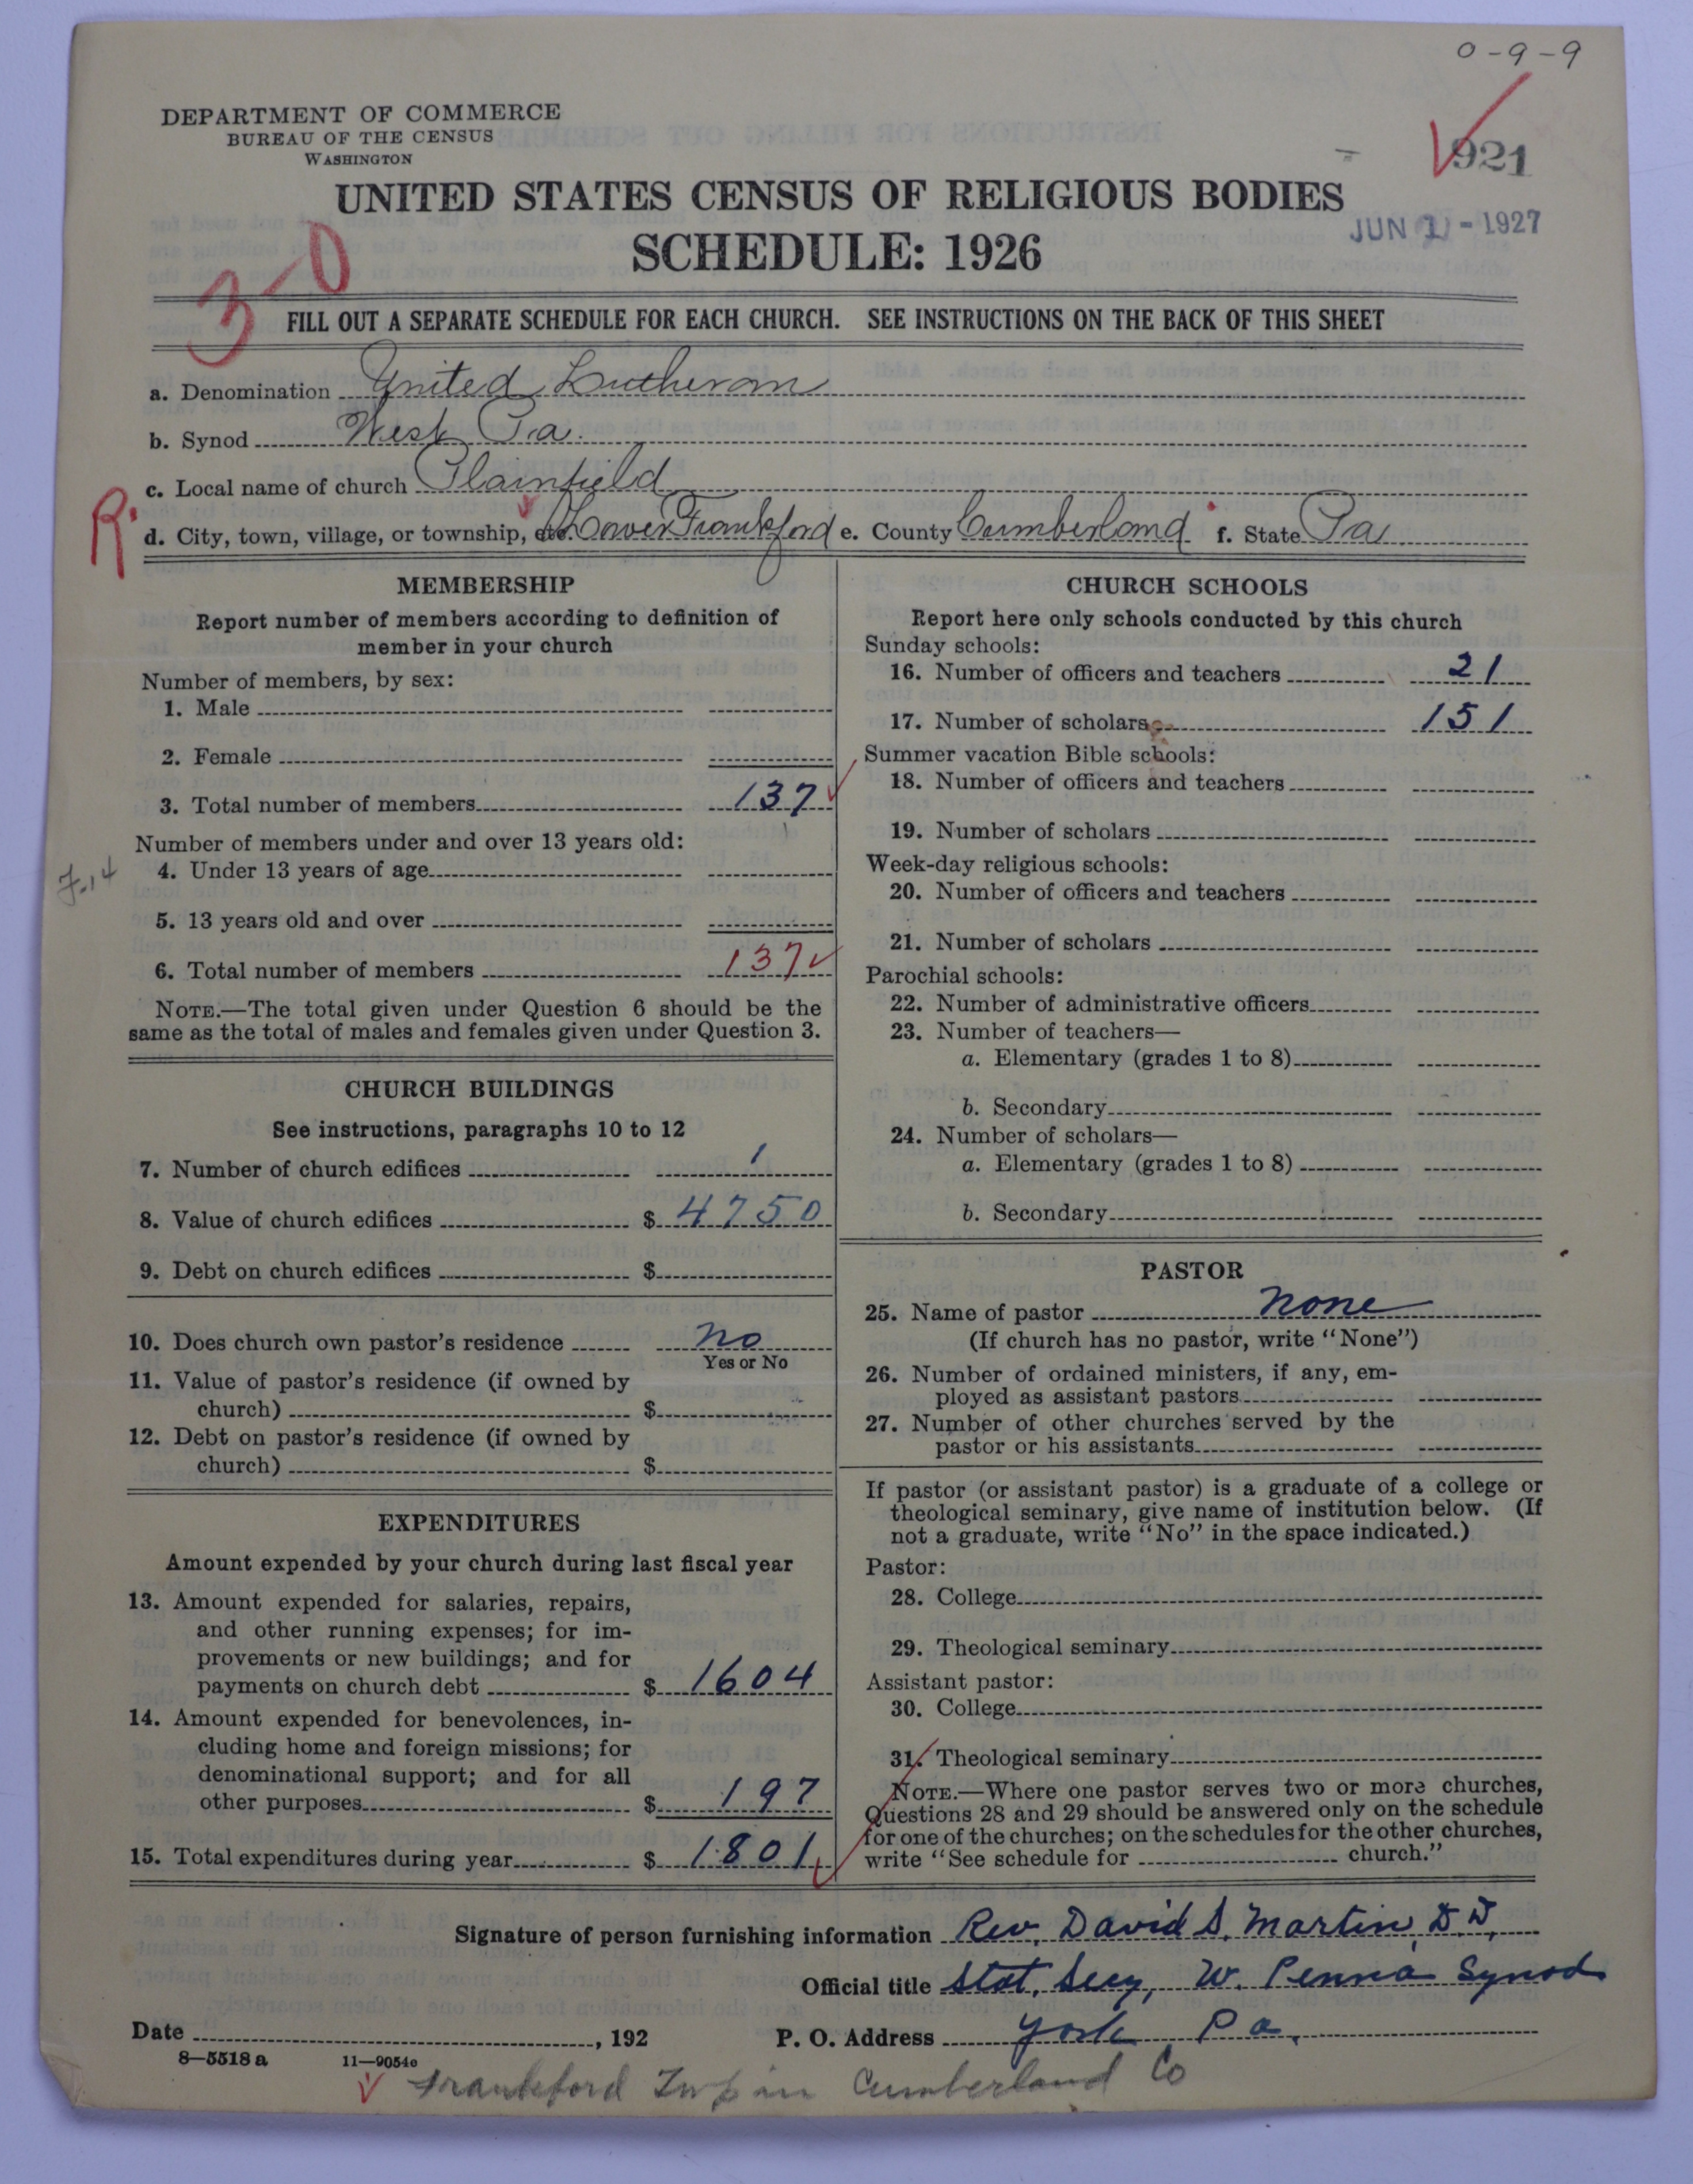 0-9-9
DEPARTMENT OF COMMERCE
BUREAU OF THE CENSUS
WASHINGTON
921
UNITED STATES CENSUS OF RELIGIOUS BODIES
JUN 1 - 1927
SCHEDULE: 1926
3-0
FILL OUT A SEPARATE SCHEDULE FOR EACH CHURCH. SEE INSTRUCTIONS ON THE BACK OF THIS SHEET
a. Denomination United Lutheran
b. Synod West Pa.
c. Local name of church Plainfield
R.
d. City, town, village, or township, etc. Lower Frankford e. County Cumberland f. State Pa.
MEMBERSHIP
Report number of members according to definition of
member in your church
Number of members, by sex:
1. Male
2. Female
3. Total number of members 137
Number of members under and over 13 years old:
4. Under 13 years of age
5. 13 years old and over
6. Total number of members 137
NOTE.—The total given under Question 6 should be the
same as the total of males and females given under Question 3.
CHURCH BUILDINGS
See instructions, paragraphs 10 to 12
7. Number of church edifices 1
8. Value of church edifices $ 4750
9. Debt on church edifices $
10. Does church own pastor's residence no
Yes or No
11. Value of pastor's residence (if owned by
church) $
12. Debt on pastor's residence (if owned by
church) $
EXPENDITURES
Amount expended by your church during last fiscal year
13. Amount expended for salaries, repairs,
and other running expenses; for im-
provements or new buildings; and for
payments on church debt $ 1604
14. Amount expended for benevolences, in-
cluding home and foreign missions; for
denominational support; and for all
other purposes $ 197
15. Total expenditures during year $ 1801
CHURCH SCHOOLS
Report here only schools conducted by this church
Sunday schools:
16. Number of officers and teachers 21
17. Number of scholars 151
Summer vacation Bible schools:
18. Number of officers and teachers
19. Number of scholars
Week-day religious schools:
20. Number of officers and teachers
21. Number of scholars
Parochial schools:
22. Number of administrative officers
23. Number of teachers—
a. Elementary (grades 1 to 8)
b. Secondary
24. Number of scholars—
a. Elementary (grades 1 to 8)
b. Secondary
PASTOR
25. Name of pastor none
(If church has no pastor, write "None")
26. Number of ordained ministers, if any, em-
ployed as assistant pastors
27. Number of other churches served by the
pastor or his assistants
If pastor (or assistant pastor) is a graduate of a college or
theological seminary, give name of institution below. (If
not a graduate, write "No" in the space indicated.)
Pastor:
28. College
29. Theological seminary
Assistant pastor:
30. College
31. Theological seminary
NOTE.—Where one pastor serves two or more churches,
Questions 28 and 29 should be answered only on the schedule
for one of the churches; on the schedules for the other churches,
write "See schedule for church."
Signature of person furnishing information Rev. David S. Martin, D.D.
Official title Stat. Secy, W. Penna Synod
Date , 192 P. O. Address York Pa.
8—5518 a 11—9054c
Frankford Twp in Cumberland Co